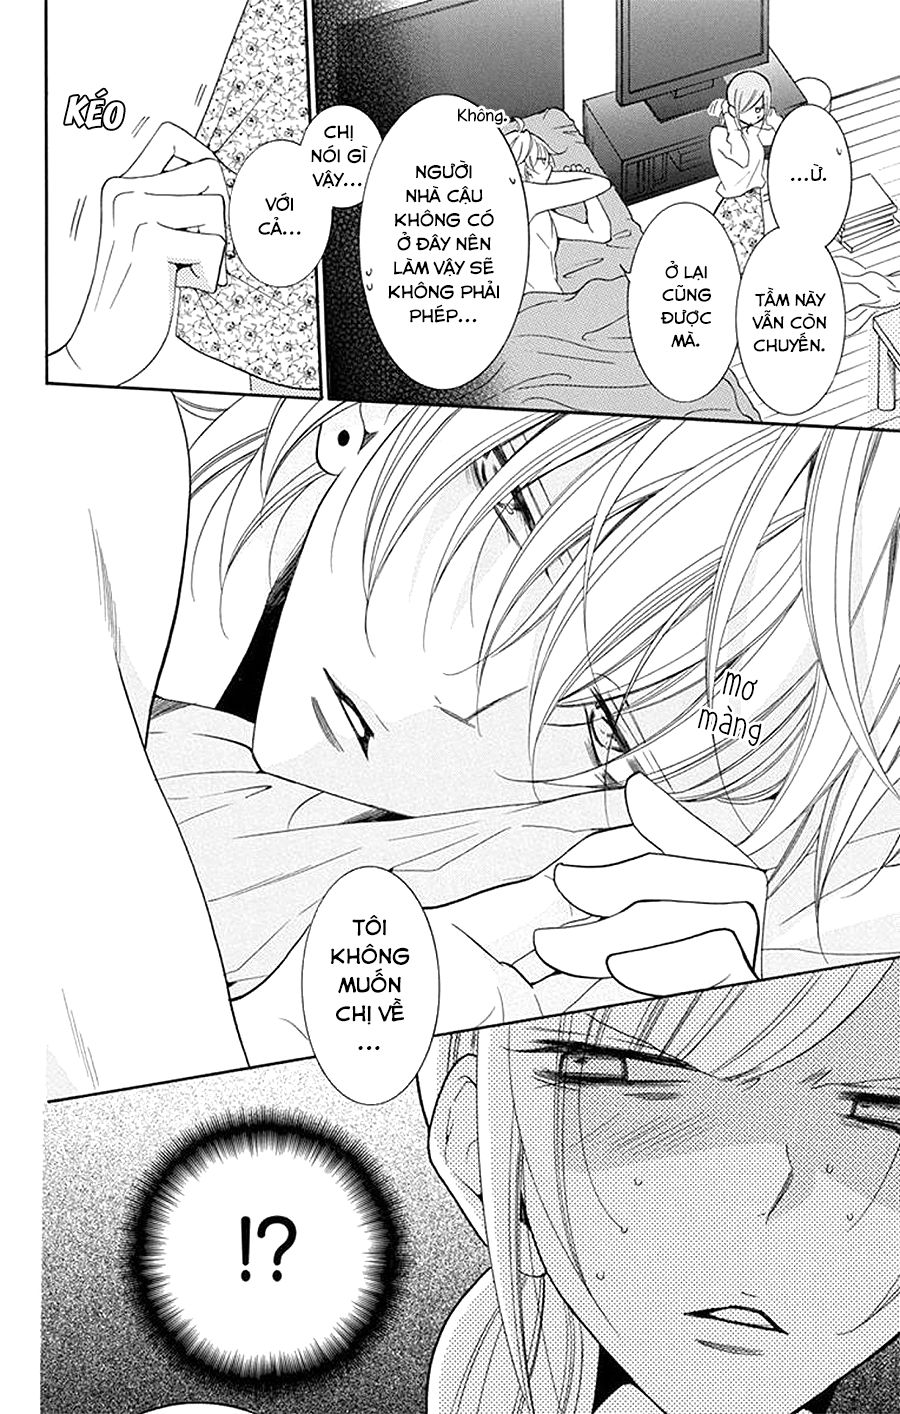 ...Ừ.
TẦM NÀY
VẪN CÒN
CHUYẾN.
Ở LẠI
CŨNG
ĐƯỢC
MÀ.
Không.
NGƯỜI
NHÀ CẬU
KHÔNG CÓ
Ở ĐÂY NÊN
LÀM VẬY SẼ
KHÔNG PHẢI
PHÉP...
CHỊ
NÓI GÌ
VẬY...
VỚI
CẢ...
KÉO
mơ
màng
TÔI
KHÔNG
MUỐN
CHỊ VỀ
...
!?